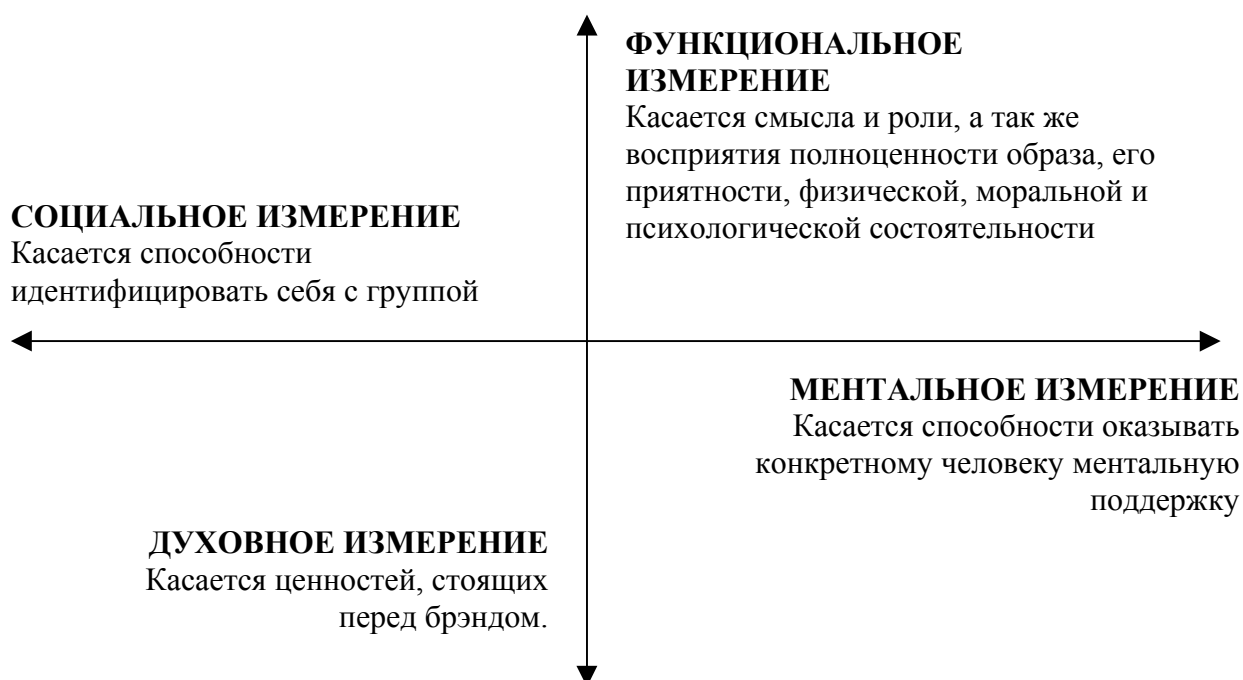 ФУНКЦИОНАЛЬНОЕ
ИЗМЕРЕНИЕ
Касается смысла и роли, а так же
восприятия полноценности образа, его
приятности, физической, моральной и
психологической состоятельности
СОЦИАЛЬНОЕ ИЗМЕРЕНИЕ
Касается способности
идентифицировать себя с группой
МЕНТАЛЬНОЕ ИЗМЕРЕНИЕ
Касается способности оказывать
конкретному человеку ментальную
поддержку
ДУХОВНОЕ ИЗМЕРЕНИЕ
Касается ценностей, стоящих
перед брэндом.